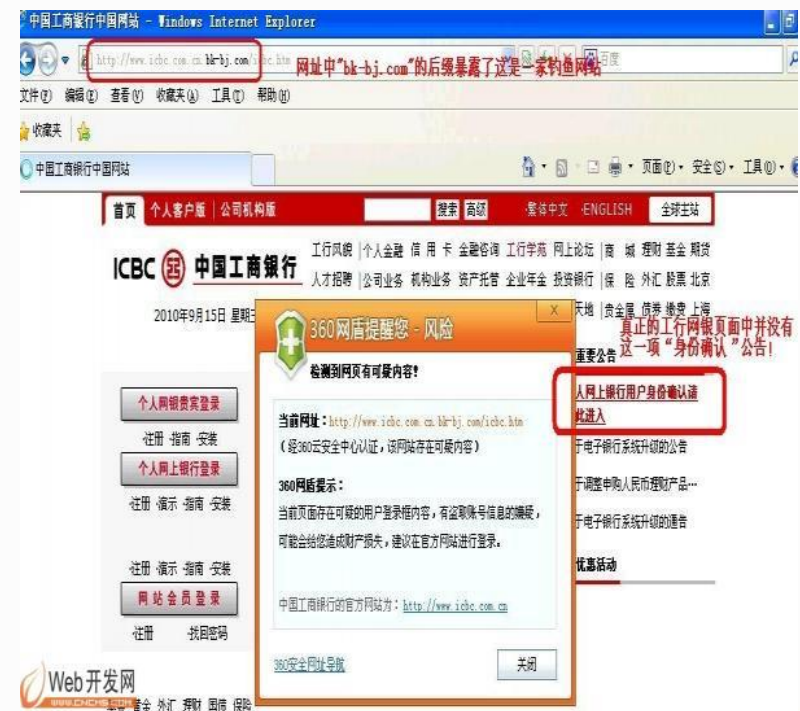 中国工商银行中国网站 - Windows Internet Explorer
http://www.icbc.com.cn.bk-bj.com/icbc.htm
网址中"bk-bj.com"的后缀暴露了这是一家钓鱼网站
百度
文件(F) 编辑(E) 查看(V) 收藏夹(A) 工具(T) 帮助(H)
收藏夹
中国工商银行中国网站
页面(P) 安全(S) 工具(O)
首页 个人客户版 | 公司机构版 搜索 高级 ·繁体中文 ·ENGLISH 全球主站
ICBC 中国工商银行
工行风貌 |个人金融 信 用 卡 金融咨询 工行学苑 网上论坛 |商 城 理财 基金 期货
人才招聘 |公司业务 机构业务 资产托管 企业年金 投资银行 |保 险 外汇 股票 北京
天地 |贵金属 债券 缴费 上海
2010年9月15日 星期三
真正的工行网银页面中并没有
这一项"身份确认"公告!
重要公告
人网上银行用户身份确认请
此进入
于电子银行系统升级的公告
于调整申购人民币理财产品…
于电子银行系统升级的通告
优惠活动
个人网银贵宾登录
·注册 ·指南 ·安装
个人网上银行登录
·注册 ·演示 ·指南 ·安装
·注册 ·演示 ·指南 ·安装
网站会员登录
·注册 ·找回密码
360网盾提醒您 - 风险
检测到网页有可疑内容!
当前网址:http://www.icbc.com.cn.bk-bj.com/icbc.htm
(经360云安全中心认证,该网站存在可疑内容)
360网盾提示:
当前页面存在可疑的用户登录框内容,有盗取账号信息的嫌疑,
可能会给您造成财产损失,建议在官方网站进行登录。
中国工商银行的官方网站为:http://www.icbc.com.cn
360安全网址导航
关闭
Web开发网
WWW.CNCMS.COM
黄金 外汇 理财 国债 保险